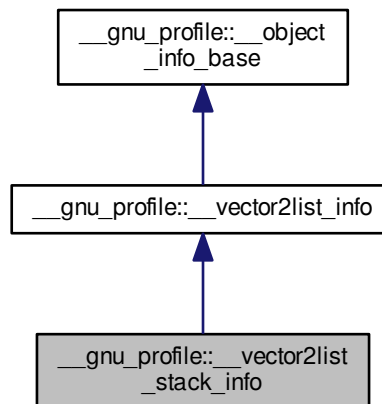 __gnu_profile::__object
_info_base
__gnu_profile::__vector2list_info
__gnu_profile::__vector2list
_stack_info